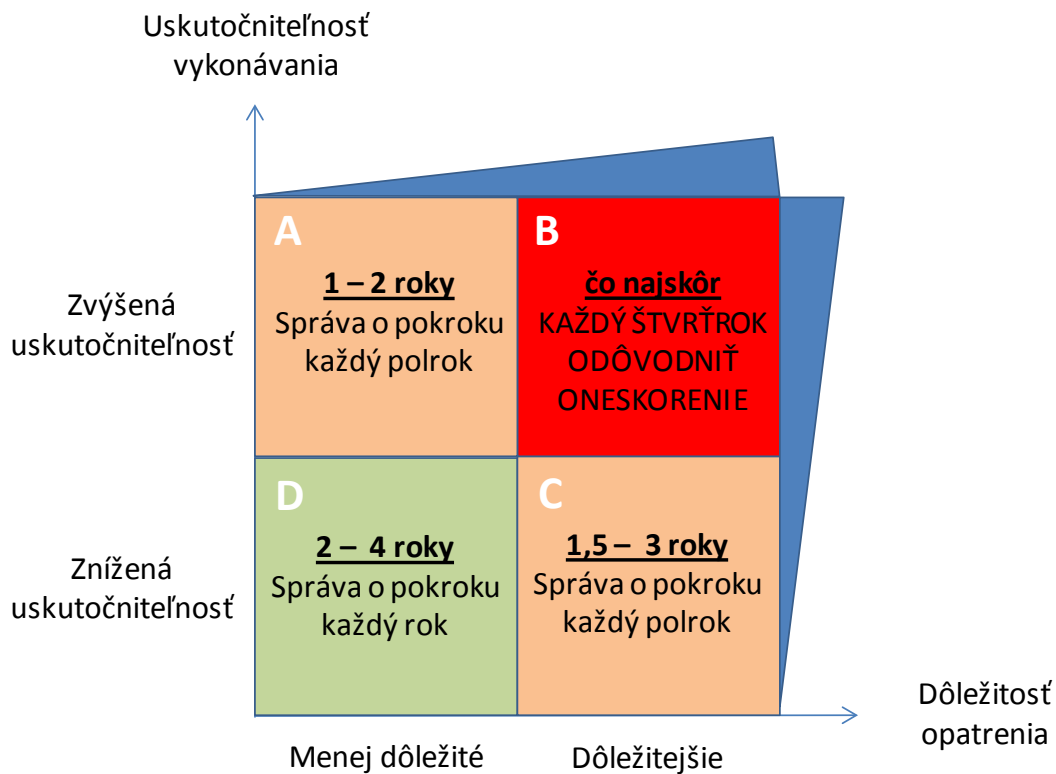 Uskutočniteľnosť
vykonávania
A
1 – 2 roky
Správa o pokroku
každý polrok
B
čo najskôr
KAŽDÝ ŠTVRŤROK
ODÔVODNIŤ
ONESKORENIE
Zvýšená
uskutočniteľnosť
D
2 – 4 roky
Správa o pokroku
každý rok
C
1,5 – 3 roky
Správa o pokroku
každý polrok
Znížená
uskutočniteľnosť
Menej dôležité
Dôležitejšie
Dôležitosť
opatrenia